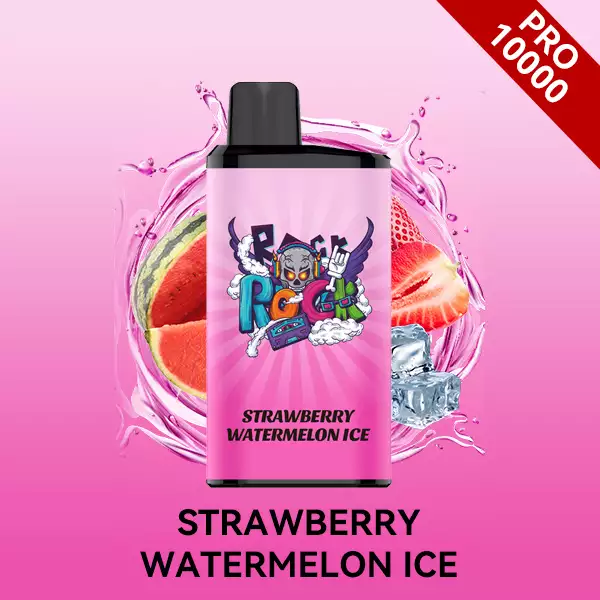 PRO
10000
ROCK
ROCK
STRAWBERRY
WATERMELON ICE
STRAWBERRY
WATERMELON ICE